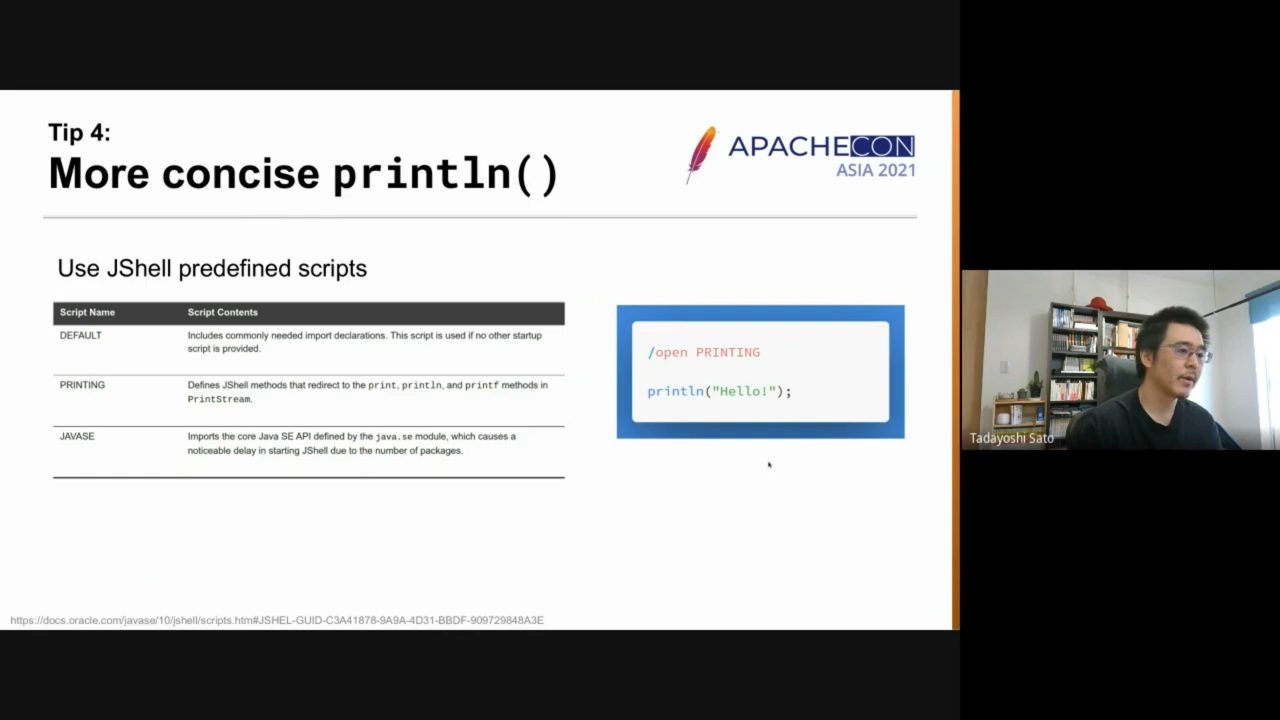 Tip 4:
More concise println()
APACHECON
ASIA 2021
Use JShell predefined scripts
Script Name Script Contents
DEFAULT Includes commonly needed import declarations. This script is used if no other startup
script is provided.
PRINTING Defines JShell methods that redirect to the print, println, and printf methods in
PrintStream.
JAVASE Imports the core Java SE API defined by the java.se module, which causes a
noticeable delay in starting JShell due to the number of packages.
/open PRINTING
println("Hello!");
Tadayoshi Sato
https://docs.oracle.com/javase/10/jshell/scripts.htm#JSHEL-GUID-C3A41878-9A9A-4D31-BBDF-909729848A3E